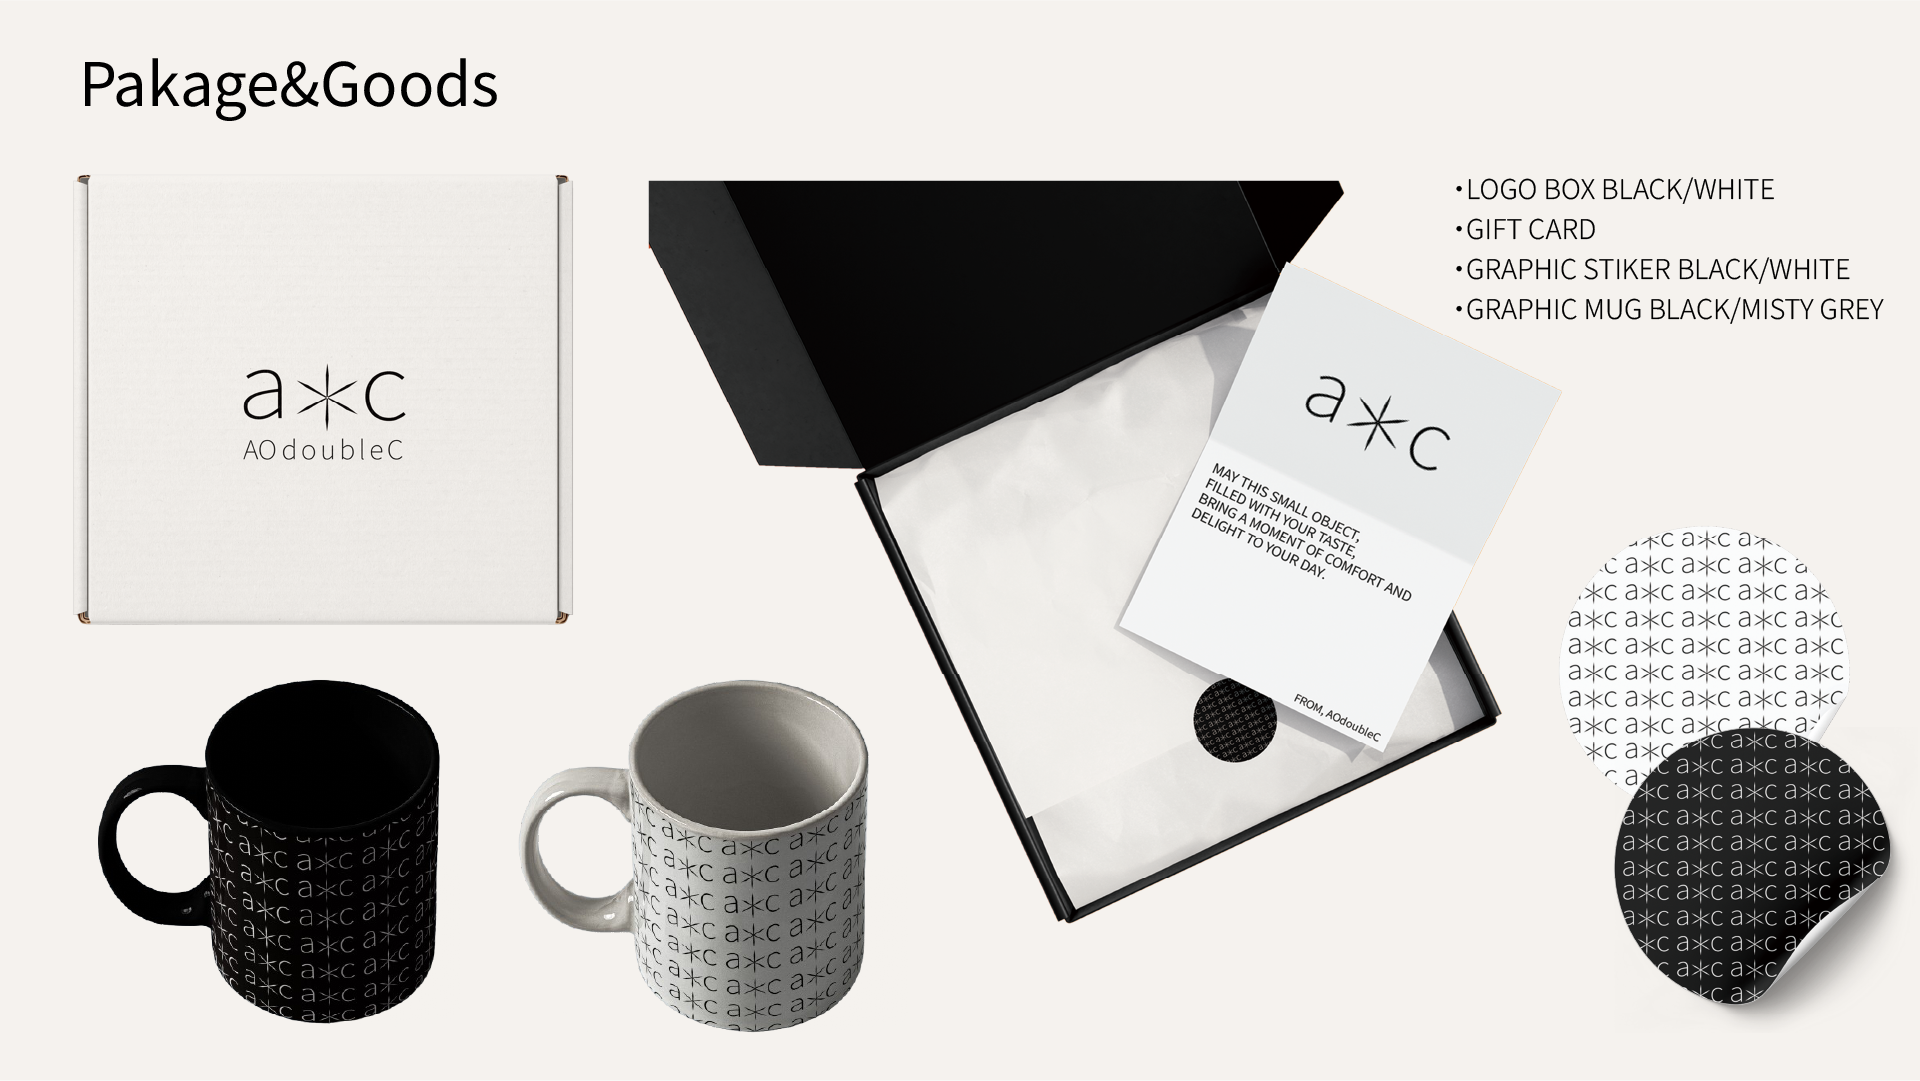 Pakage&Goods
a*c
AOdoubleC
•LOGO BOX BLACK/WHITE
•GIFT CARD
•GRAPHIC STIKER BLACK/WHITE
•GRAPHIC MUG BLACK/MISTY GREY
a*c
MAY THIS SMALL OBJECT,
FILLED WITH YOUR TASTE,
BRING A MOMENT OF COMFORT AND
DELIGHT TO YOUR DAY.
FROM, AOdoubleC
a*c a*c a*c
a*c a*c a*c
a*c a*c a*c
a*c a*c a*c